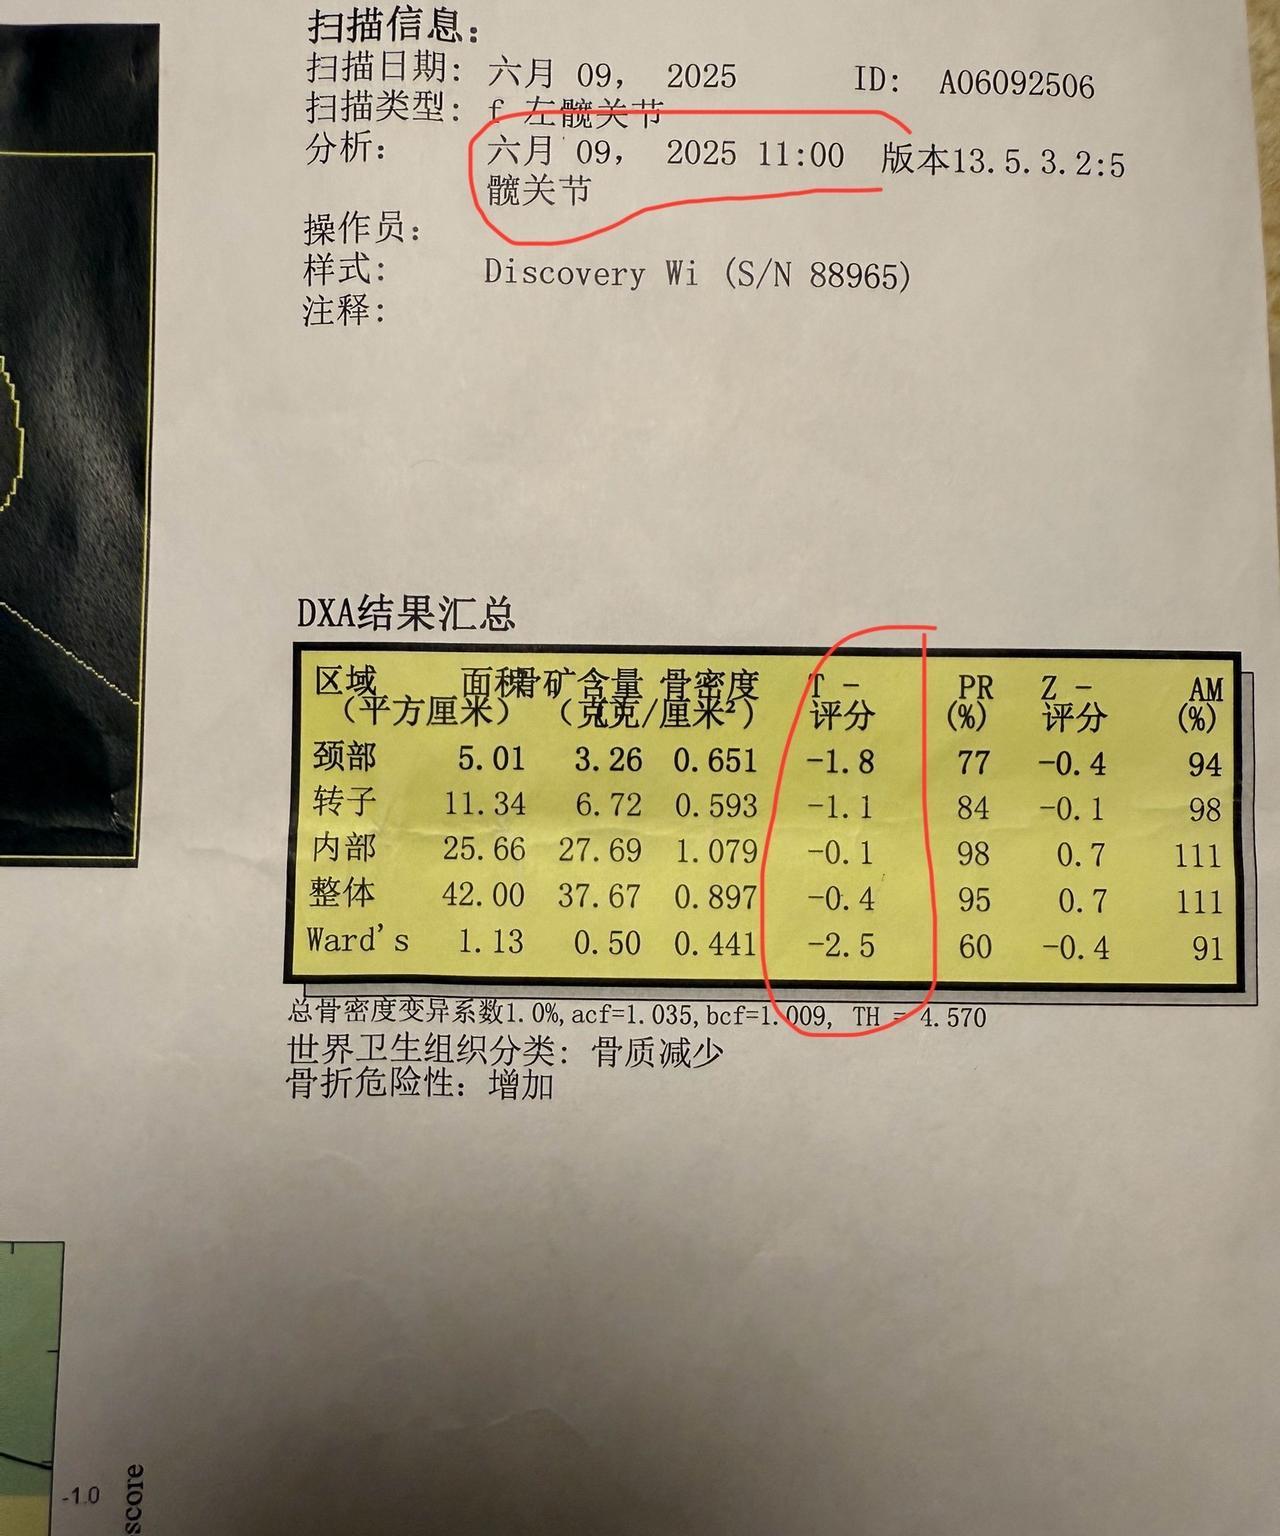 扫描信息：
扫描日期： 六月 09, 2025 ID: A06092506
扫描类型： f 左髋关节
分析： 六月 09, 2025 11:00 版本13.5.3.2:5
髋关节
操作员：
样式： Discovery Wi (S/N 88965)
注释：
DXA结果汇总
区域 面积 骨矿含量 骨密度 T - PR Z - AM
（平方厘米） （克） （克/厘米²） 评分 (%) 评分 (%)
颈部 5.01 3.26 0.651 -1.8 77 -0.4 94
转子 11.34 6.72 0.593 -1.1 84 -0.1 98
内部 25.66 27.69 1.079 -0.1 98 0.7 111
整体 42.00 37.67 0.897 -0.4 95 0.7 111
Ward's 1.13 0.50 0.441 -2.5 60 -0.4 91
总骨密度变异系数1.0%,acf=1.035,bcf=1.009, TH = 4.570
世界卫生组织分类：骨质减少
骨折危险性：增加
-1.0
score